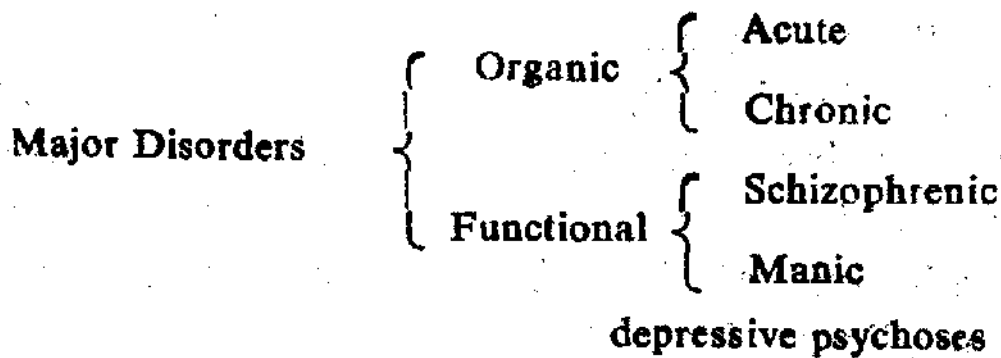 Acute
Organic
Chronic
Major Disorders
Schizophrenic
Functional
Manic
depressive psychoses